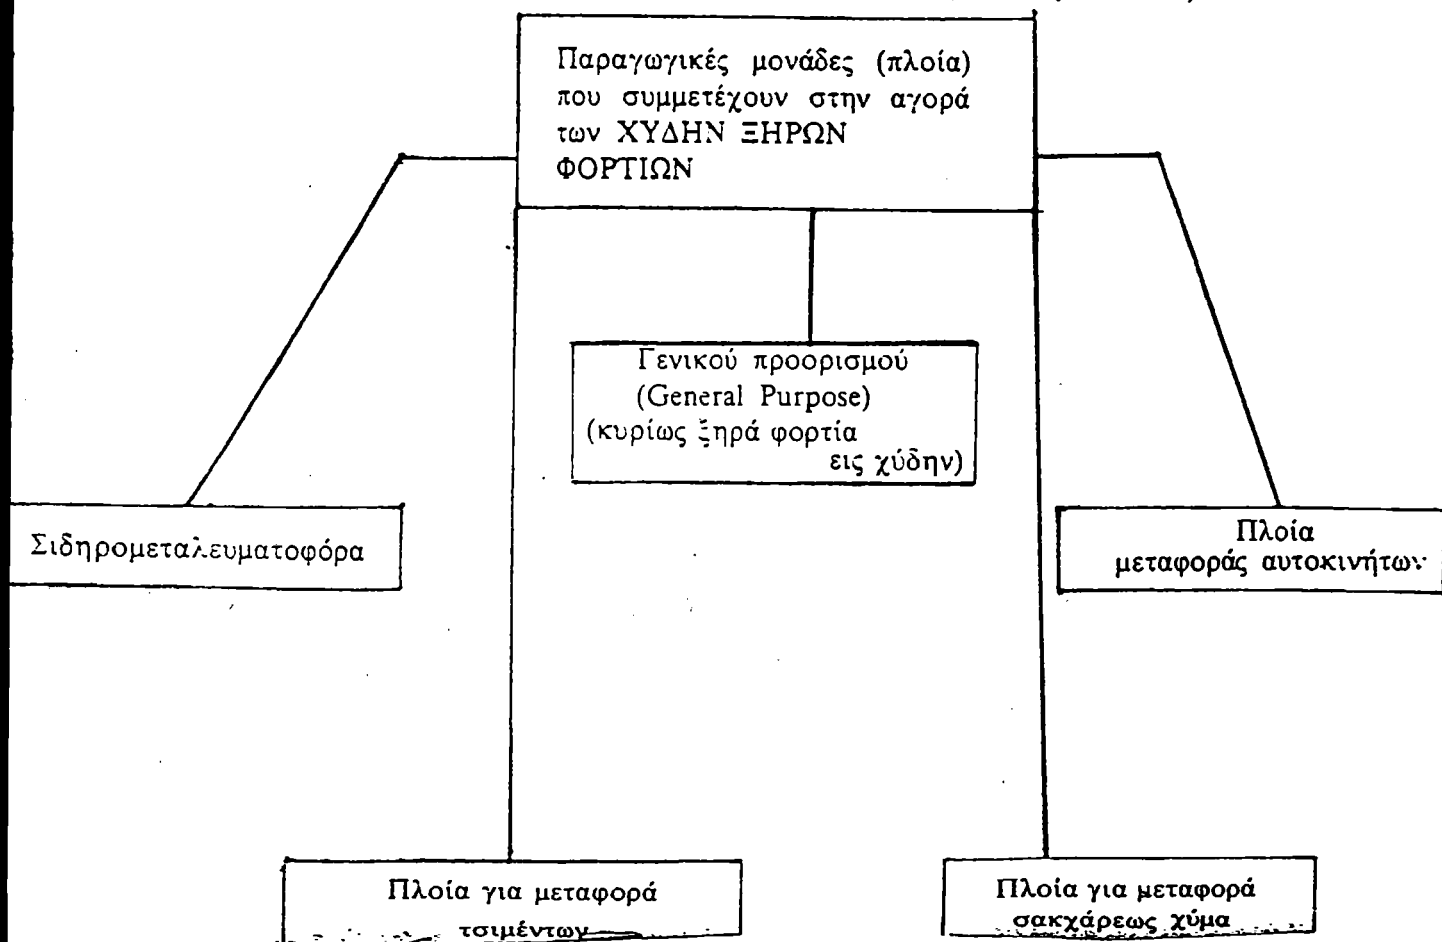 Παραγωγικές μονάδες (πλοία)
που συμμετέχουν στην αγορά
των ΧΥΔΗΝ ΞΗΡΩΝ
ΦΟΡΤΙΩΝ
Γενικού προορισμού
(General Purpose)
(κυρίως ξηρά φορτία
εις χύδην)
Σιδηρομεταλευματοφόρα
Πλοία
μεταφοράς αυτοκινήτων
Πλοία για μεταφορά
τσιμέντων
Πλοία για μεταφορά
σακχάρεως χύμα